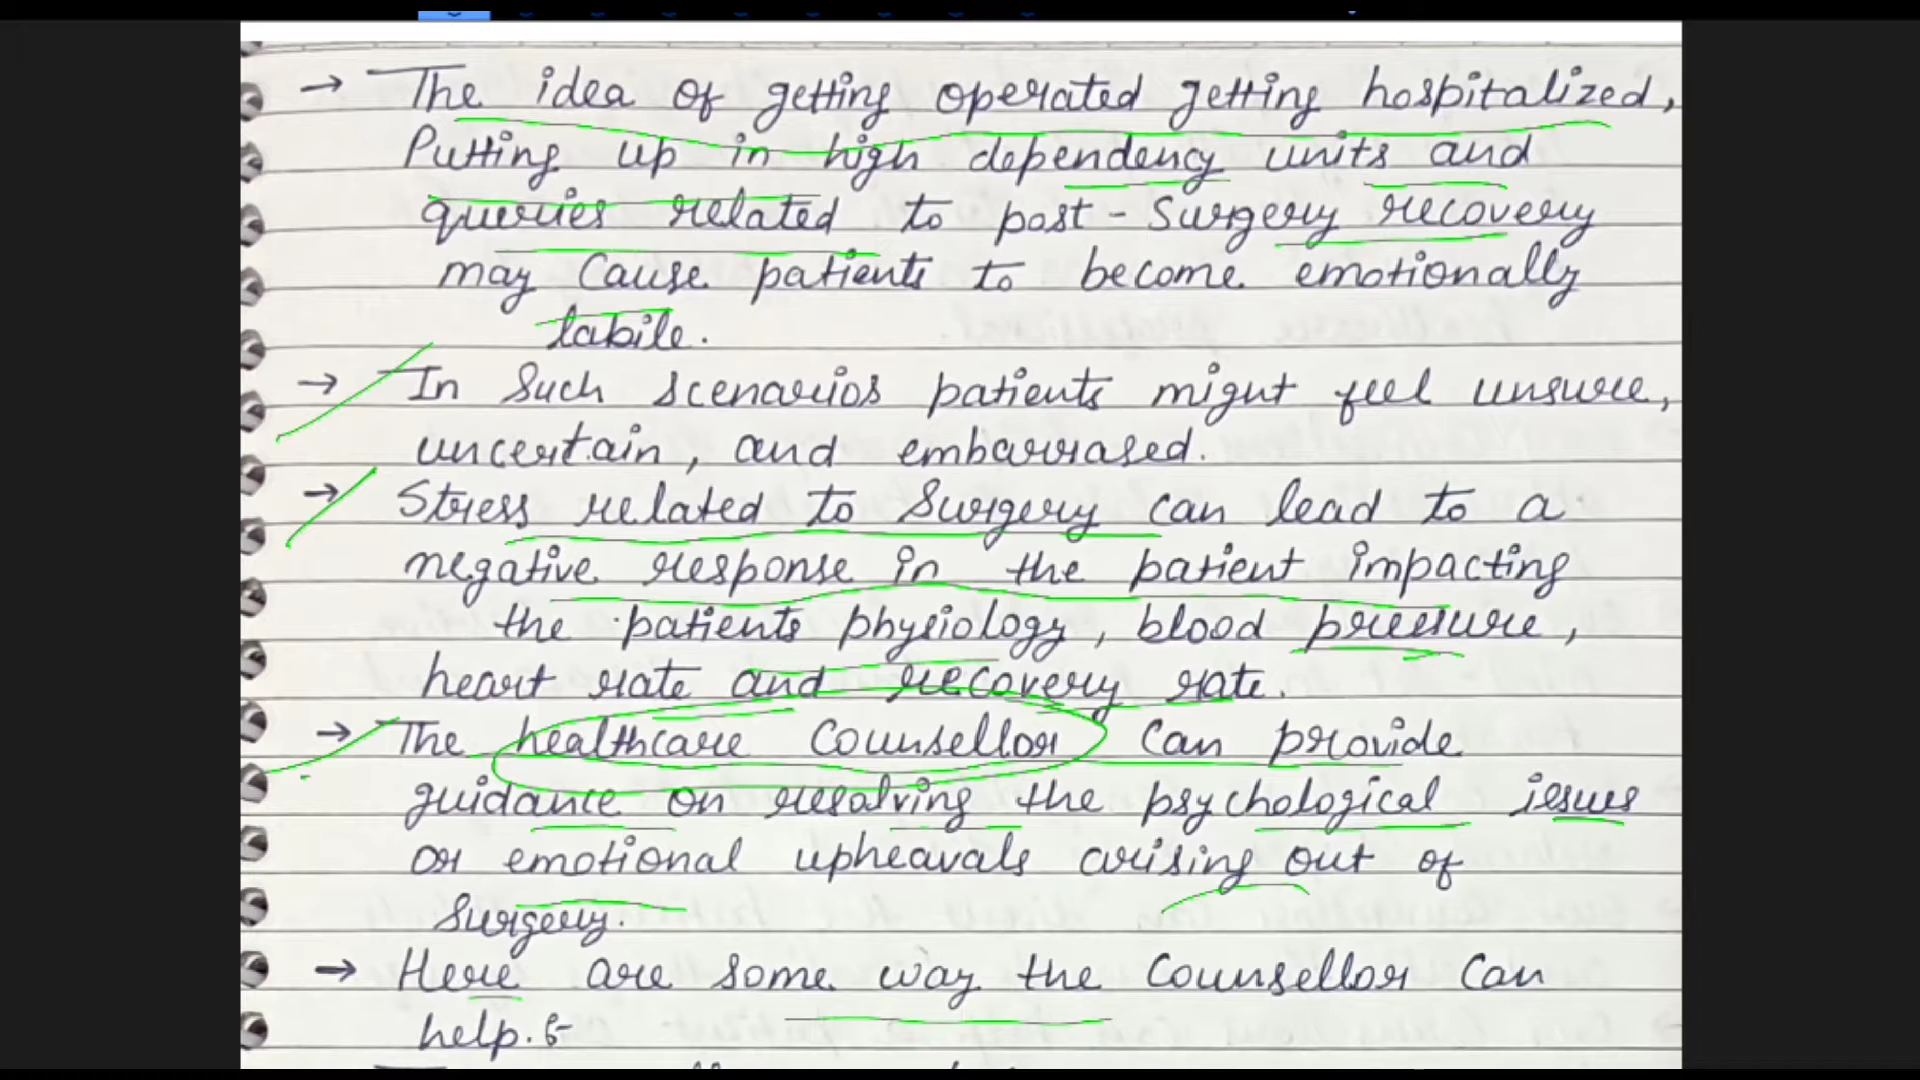 → The idea of getting operated getting hospitalized,
Putting up in high dependency units and
queries related to post-Surgery recovery
may Cause patients to become emotionally
labile.
→ In Such scenarios patients might feel unsure,
uncertain, and embarrased.
→ Stress related to Surgery can lead to a
negative response in the patient impacting
the patients physiology, blood pressure,
heart rate and recovery rate.
→ The healthcare Counsellor Can provide
guidance on resolving the psychological issues
or emotional upheavals arising out of
Surgery.
→ Here are some way the Counsellor Can
help.